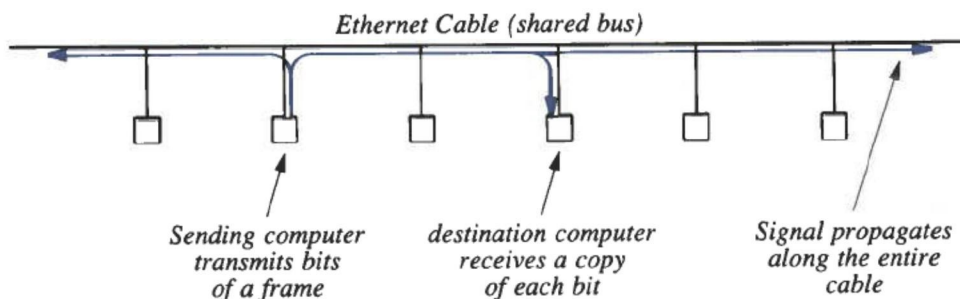 Ethernet Cable (shared bus)
Sending computer
transmits bits
of a frame
destination computer
receives a copy
of each bit
Signal propagates
along the entire
cable